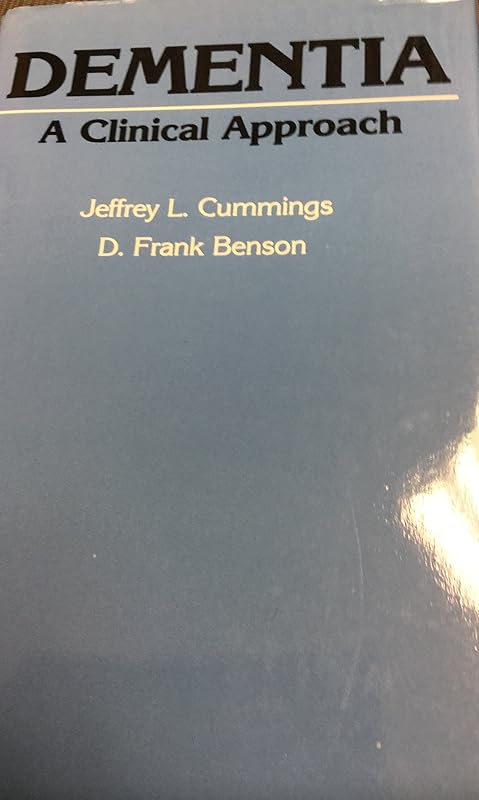 DEMENTIA
A Clinical Approach
Jeffrey L. Cummings
D. Frank Benson